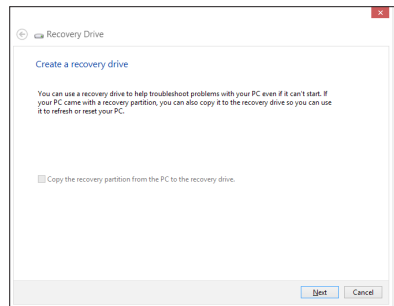 Recovery Drive
Create a recovery drive
You can use a recovery drive to help troubleshoot problems with your PC even if it can't start. If
your PC came with a recovery partition, you can also copy it to the recovery drive so you can use
it to refresh or reset your PC.
Copy the recovery partition from the PC to the recovery drive.
Next Cancel